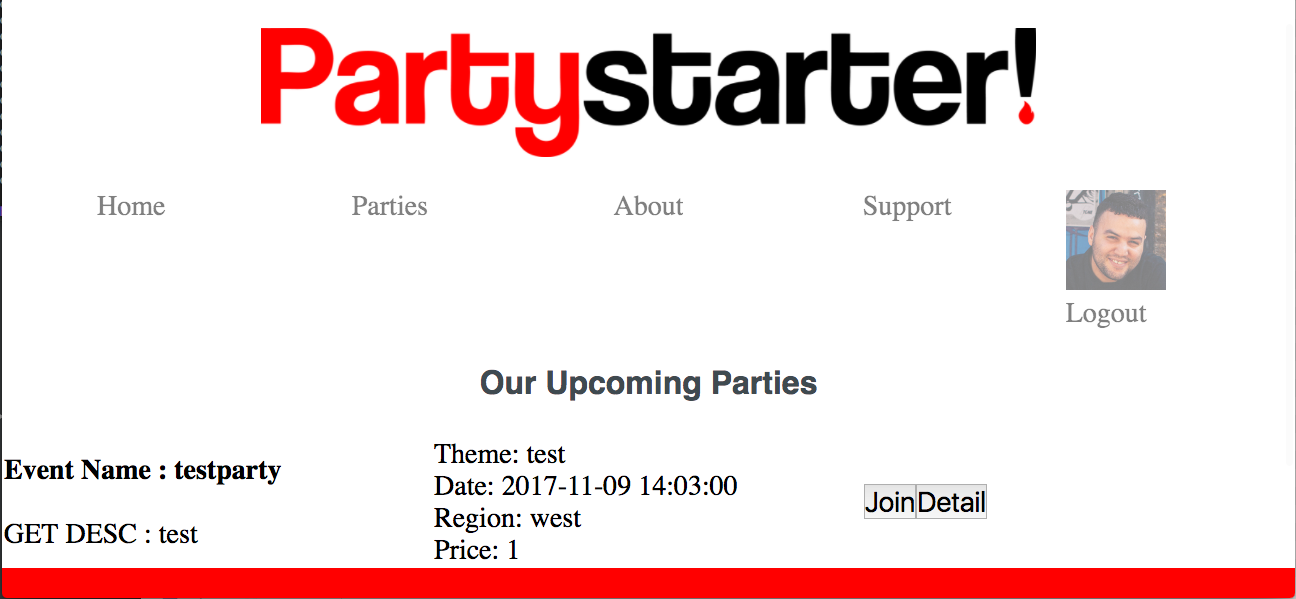 Partystarter!
Home Parties About Support
Logout
Our Upcoming Parties
Event Name : testparty
GET DESC : test
Theme: test
Date: 2017-11-09 14:03:00
Region: west
Price: 1
Join Detail